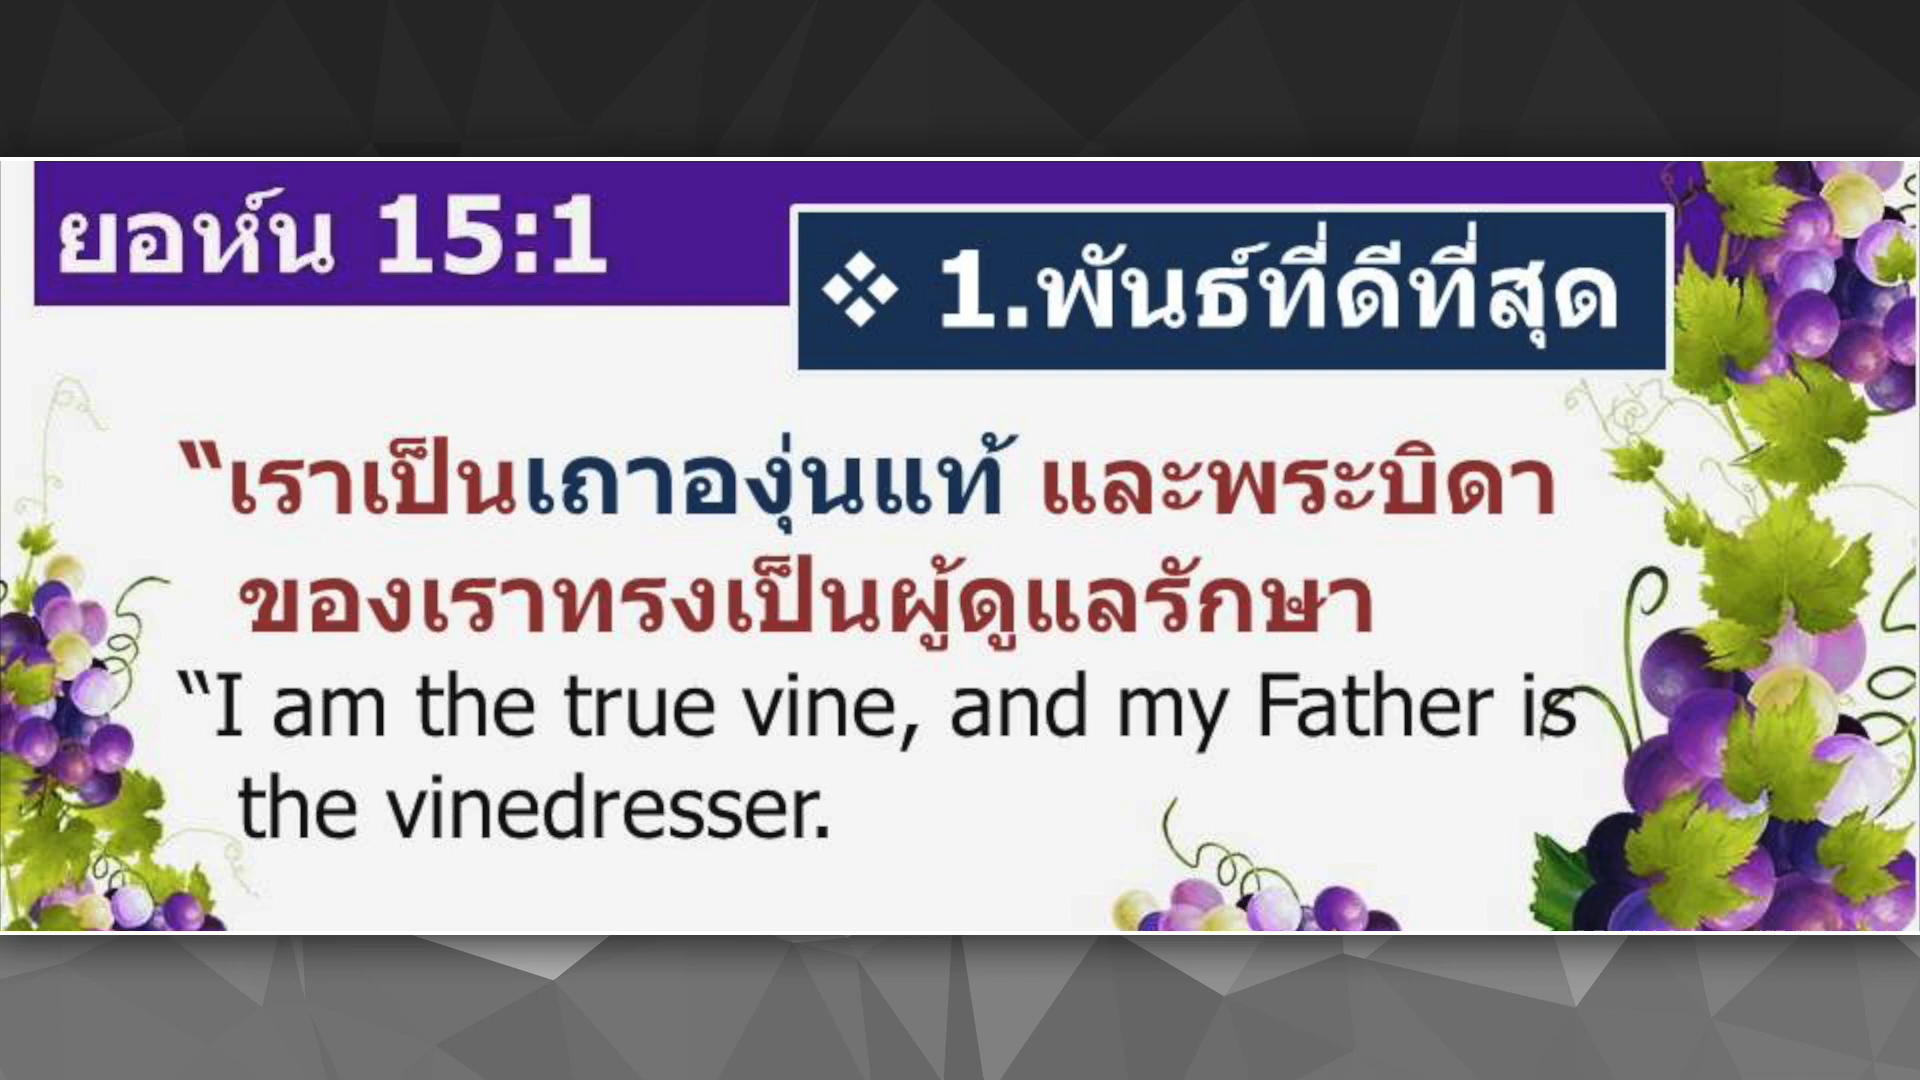 ยอห์น 15:1
❖ 1.พันธ์ที่ดีที่สุด
“เราเป็นเถาองุ่นแท้ และพระบิดา
ของเราทรงเป็นผู้ดูแลรักษา
“I am the true vine, and my Father is
the vinedresser.